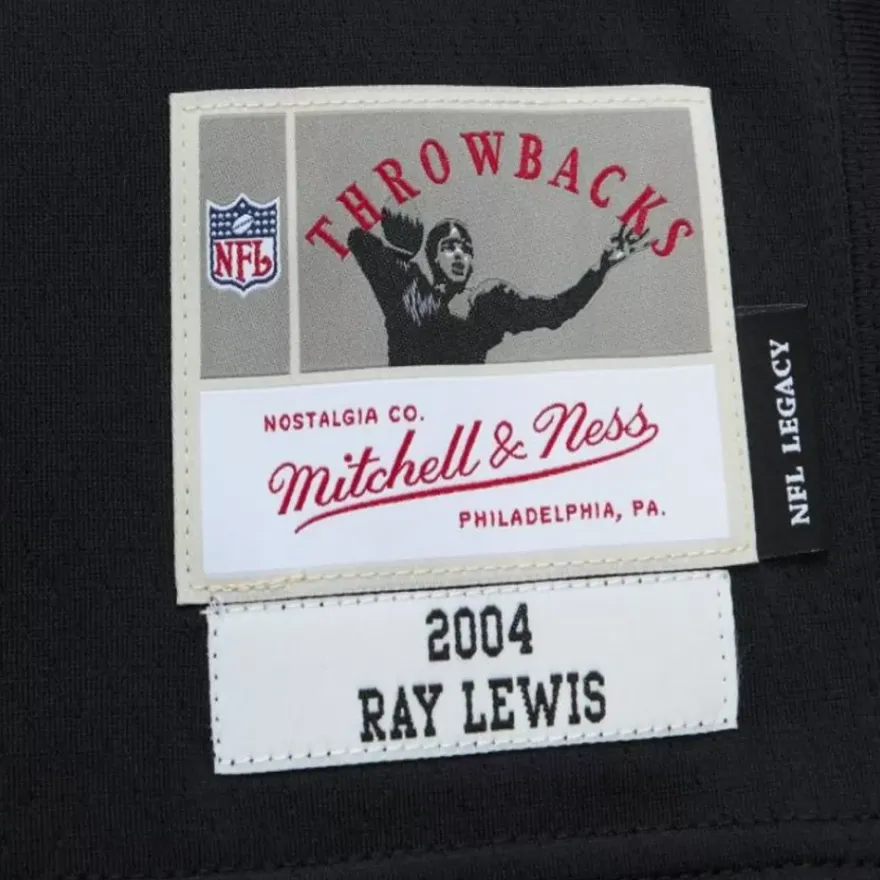 THROWBACKS
NFL
NOSTALGIA CO.
Mitchell & Ness
PHILADELPHIA, PA.
NFL LEGACY
2004
RAY LEWIS